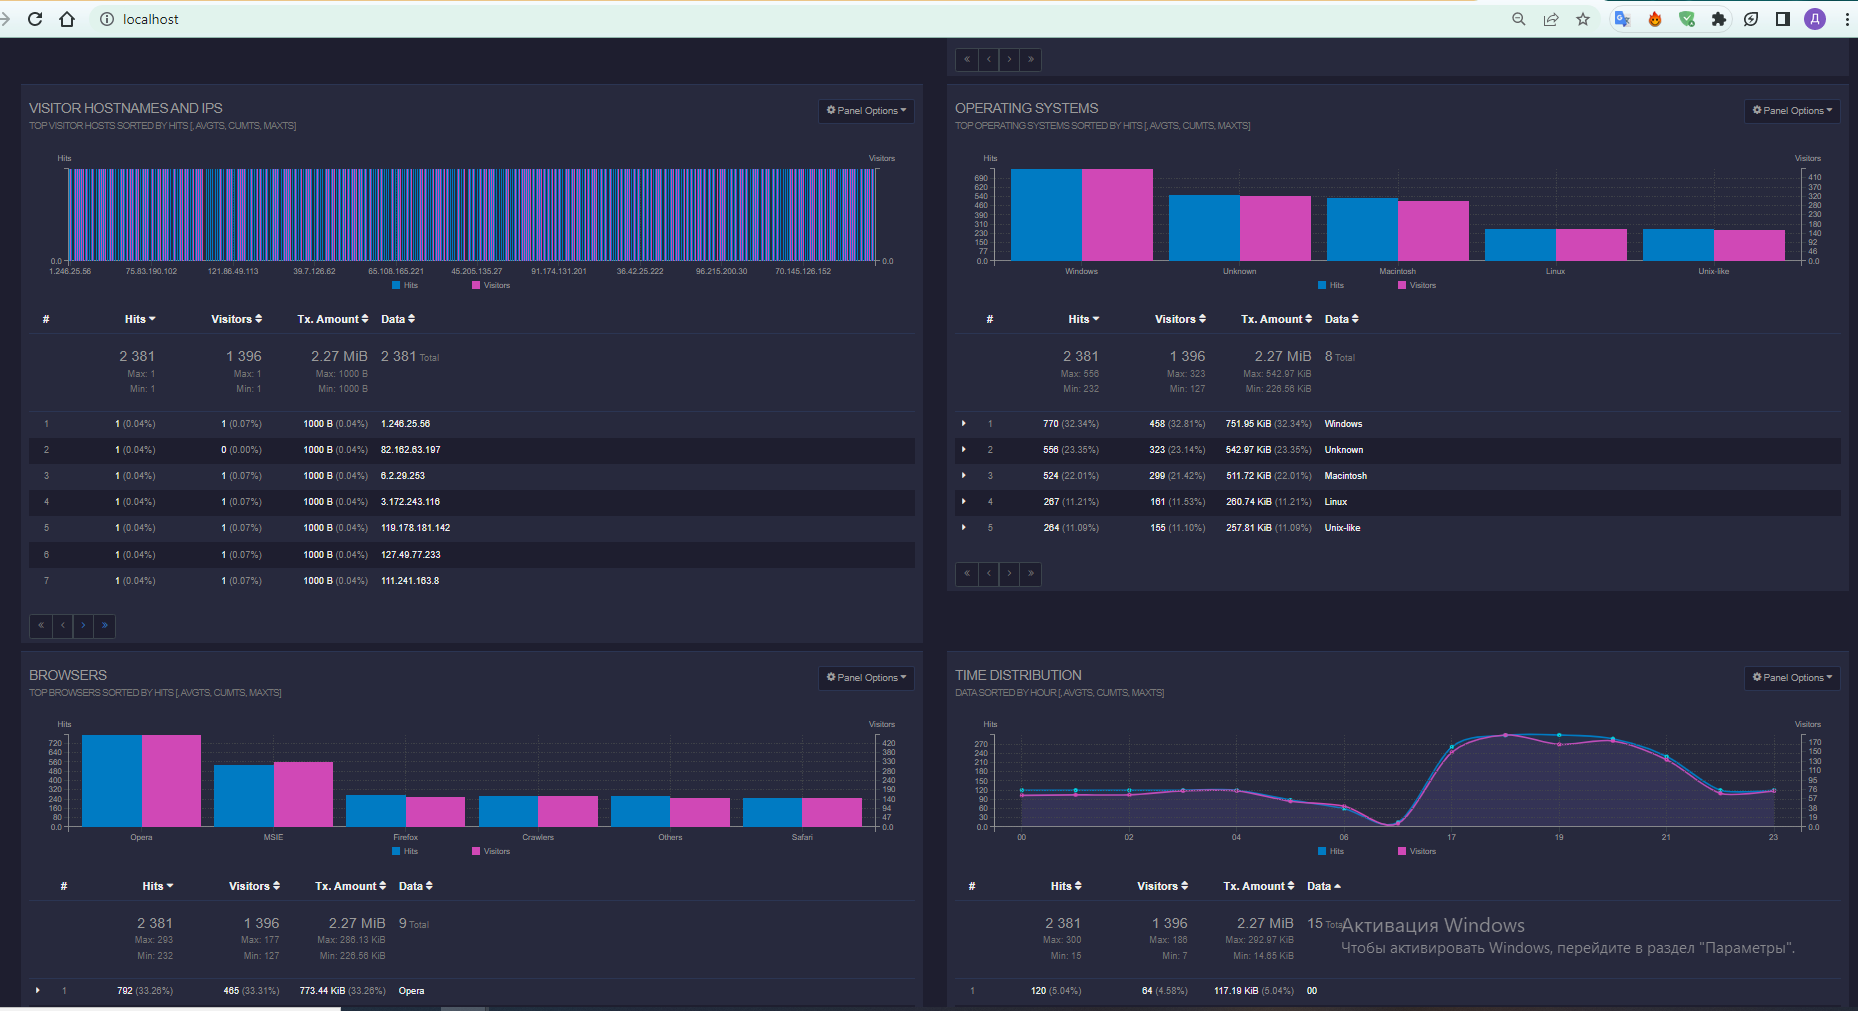 localhost
« ‹ › »
VISITOR HOSTNAMES AND IPS
Panel Options
TOP VISITOR HOSTS SORTED BY HITS [, AVGTS, CUMTS, MAXTS]
Hits Visitors
0.0 0.0
1.246.25.56 75.83.190.102 121.86.49.113 39.7.126.62 65.108.165.221 45.205.135.27 91.174.131.201 36.42.25.222 96.215.200.30 70.145.126.152
Hits Visitors
# Hits Visitors Tx. Amount Data
2 381 1 396 2.27 MiB 2 381 Total
Max: 1 Max: 1 Max: 1000 B
Min: 1 Min: 1 Min: 1000 B
1 1 (0.04%) 1 (0.07%) 1000 B (0.04%) 1.246.25.56
2 1 (0.04%) 0 (0.00%) 1000 B (0.04%) 82.162.63.197
3 1 (0.04%) 1 (0.07%) 1000 B (0.04%) 6.2.29.253
4 1 (0.04%) 1 (0.07%) 1000 B (0.04%) 3.172.243.116
5 1 (0.04%) 1 (0.07%) 1000 B (0.04%) 119.178.181.142
6 1 (0.04%) 1 (0.07%) 1000 B (0.04%) 127.49.77.233
7 1 (0.04%) 1 (0.07%) 1000 B (0.04%) 111.241.163.8
« ‹ › »
OPERATING SYSTEMS
Panel Options
TOP OPERATING SYSTEMS SORTED BY HITS [, AVGTS, CUMTS, MAXTS]
Hits Visitors
690 410
620 370
540 320
460 280
390 230
310 180
230 140
150 92
77 46
0.0 0.0
Windows Unknown Macintosh Linux Unix-like
Hits Visitors
# Hits Visitors Tx. Amount Data
2 381 1 396 2.27 MiB 8 Total
Max: 556 Max: 323 Max: 542.97 KiB
Min: 232 Min: 127 Min: 226.56 KiB
1 770 (32.34%) 458 (32.81%) 751.95 KiB (32.34%) Windows
2 556 (23.35%) 323 (23.14%) 542.97 KiB (23.35%) Unknown
3 524 (22.01%) 299 (21.42%) 511.72 KiB (22.01%) Macintosh
4 267 (11.21%) 161 (11.53%) 260.74 KiB (11.21%) Linux
5 264 (11.09%) 155 (11.10%) 257.81 KiB (11.09%) Unix-like
« ‹ › »
BROWSERS
Panel Options
TOP BROWSERS SORTED BY HITS [, AVGTS, CUMTS, MAXTS]
Hits Visitors
720 420
640 380
560 330
480 280
400 240
320 190
240 140
160 94
80 47
0.0 0.0
Opera MSIE Firefox Crawlers Others Safari
Hits Visitors
# Hits Visitors Tx. Amount Data
2 381 1 396 2.27 MiB 9 Total
Max: 293 Max: 177 Max: 286.13 KiB
Min: 232 Min: 127 Min: 226.56 KiB
1 792 (33.26%) 465 (33.31%) 773.44 KiB (33.26%) Opera
TIME DISTRIBUTION
Panel Options
DATA SORTED BY HOUR [, AVGTS, CUMTS, MAXTS]
Hits Visitors
270 170
240 150
210 130
180 110
150 95
120 76
90 57
60 38
30 19
0.0 0.0
00 02 04 06 17 19 21 23
Hits Visitors
# Hits Visitors Tx. Amount Data
2 381 1 396 2.27 MiB 15 Total
Max: 300 Max: 186 Max: 292.97 KiB
Min: 15 Min: 7 Min: 14.65 KiB
1 120 (5.04%) 64 (4.58%) 117.19 KiB (5.04%) 00
Активация Windows
Чтобы активировать Windows, перейдите в раздел "Параметры".
Д